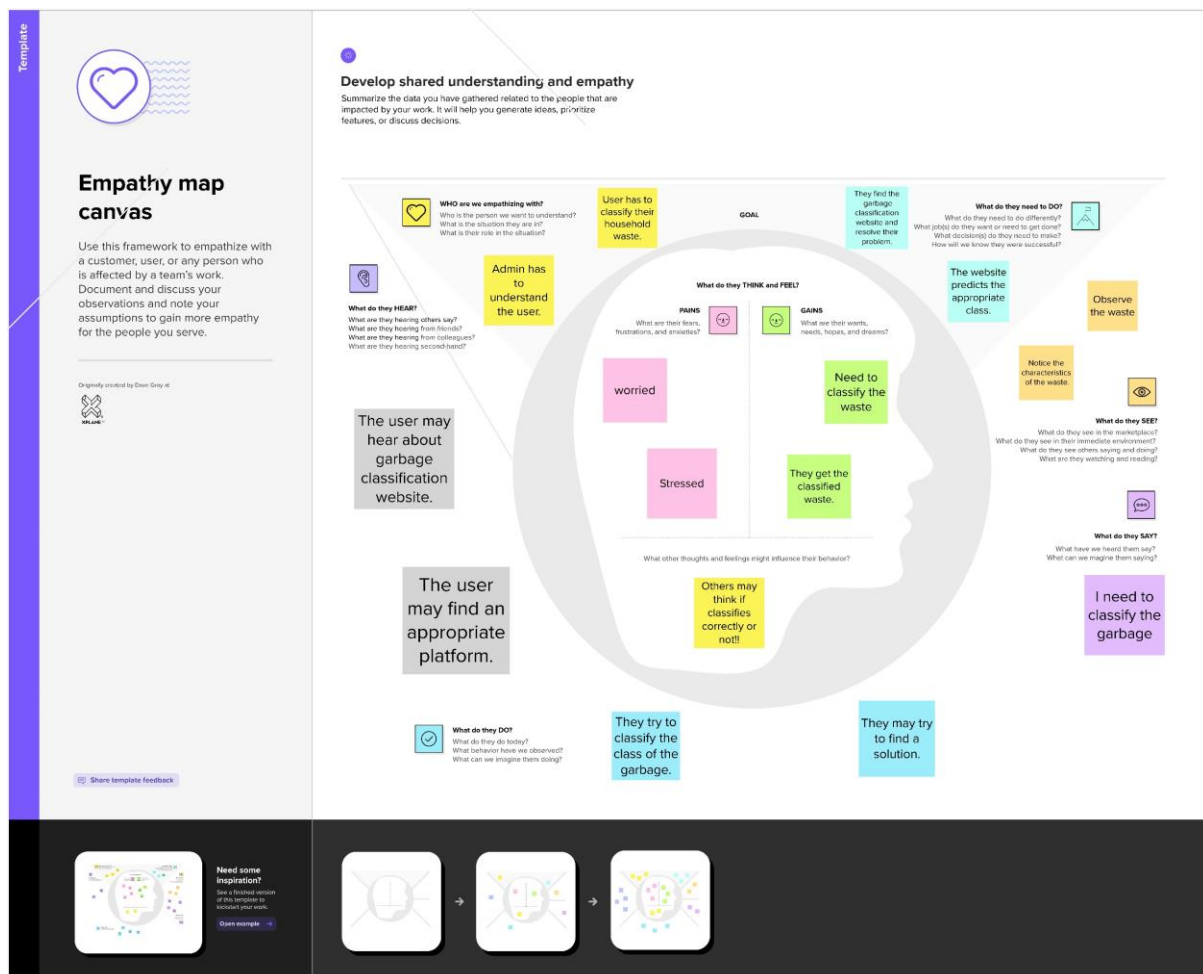 Template
Empathy map
canvas
Use this framework to empathize with
a customer, user, or any person who
is affected by a team's work.
Document and discuss your
observations and note your
assumptions to gain more empathy
for the people you serve.
Originally created by Dave Gray at
XPLANE
Share template feedback
Develop shared understanding and empathy
Summarize the data you have gathered related to the people that are
impacted by your work. It will help you generate ideas, prioritize
features, or discuss decisions.
WHO are we empathizing with?
Who is the person we want to understand?
What is the situation they are in?
What is their role in the situation?
User has to
classify their
household
waste.
Admin has
to
understand
the user.
GOAL
They find the
garbage
classification
website and
resolve their
problem.
What do they need to DO?
What do they need to do differently?
What job(s) do they want or need to get done?
What decision(s) do they need to make?
How will we know they were successful?
The website
predicts the
appropriate
class.
What do they HEAR?
What are they hearing others say?
What are they hearing from friends?
What are they hearing from colleagues?
What are they hearing second-hand?
The user may
hear about
garbage
classification
website.
The user
may find an
appropriate
platform.
What do they THINK and FEEL?
PAINS
What are their fears,
frustrations, and anxieties?
worried
Stressed
GAINS
What are their wants,
needs, hopes, and dreams?
Need to
classify the
waste
They get the
classified
waste.
What other thoughts and feelings might influence their behavior?
Others may
think if
classifies
correctly or
not!!
Observe
the waste
Notice the
characteristics
of the waste.
What do they SEE?
What do they see in the marketplace?
What do they see in their immediate environment?
What do they see others saying and doing?
What are they watching and reading?
What do they SAY?
What have we heard them say?
What can we imagine them saying?
I need to
classify the
garbage
What do they DO?
What do they do today?
What behavior have we observed?
What can we imagine them doing?
They try to
classify the
class of the
garbage.
They may try
to find a
solution.
Need some
inspiration?
See a finished version
of this template to
kickstart your work.
Open example